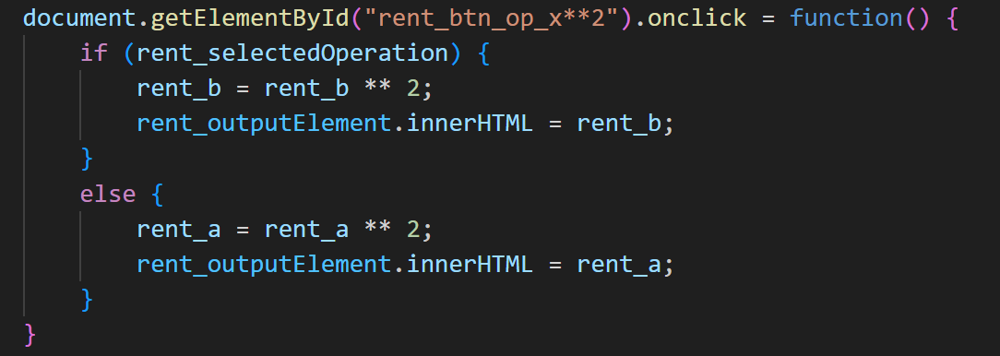 document.getElementById("rent_btn_op_x**2").onclick = function() {
    if (rent_selectedOperation) {
        rent_b = rent_b ** 2;
        rent_outputElement.innerHTML = rent_b;
    }
    else {
        rent_a = rent_a ** 2;
        rent_outputElement.innerHTML = rent_a;
    }
}